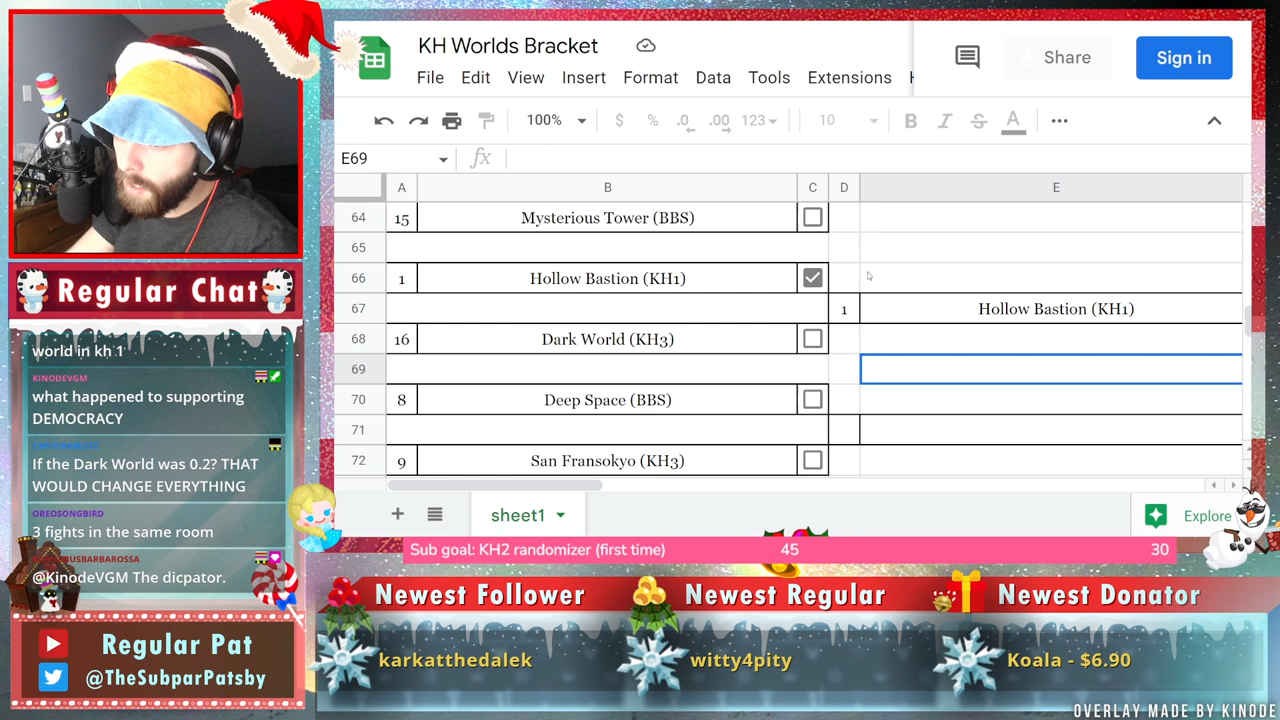 KH Worlds Bracket
File Edit View Insert Format Data Tools Extensions
Share
Sign in
100% $ % .0 .00 123 10 B I S A
E69 fx
A B C D E
64 15 Mysterious Tower (BBS)
65
66 1 Hollow Bastion (KH1)
67 1 Hollow Bastion (KH1)
68 16 Dark World (KH3)
69
70 8 Deep Space (BBS)
71
72 9 San Fransokyo (KH3)
sheet1
Explore
Regular Chat
world in kh 1
KINODEVGM
what happened to supporting
DEMOCRACY
If the Dark World was 0.2? THAT
WOULD CHANGE EVERYTHING
OREOSONGBIRD
3 fights in the same room
BUSBARBAROSSA
@KinodeVGM The dicpator.
Regular Pat
@TheSubparPatsby
Sub goal: KH2 randomizer (first time) 45 30
Newest Follower
karkatthedalek
Newest Regular
witty4pity
Newest Donator
Koala - $6.90
OVERLAY MADE BY KINODE